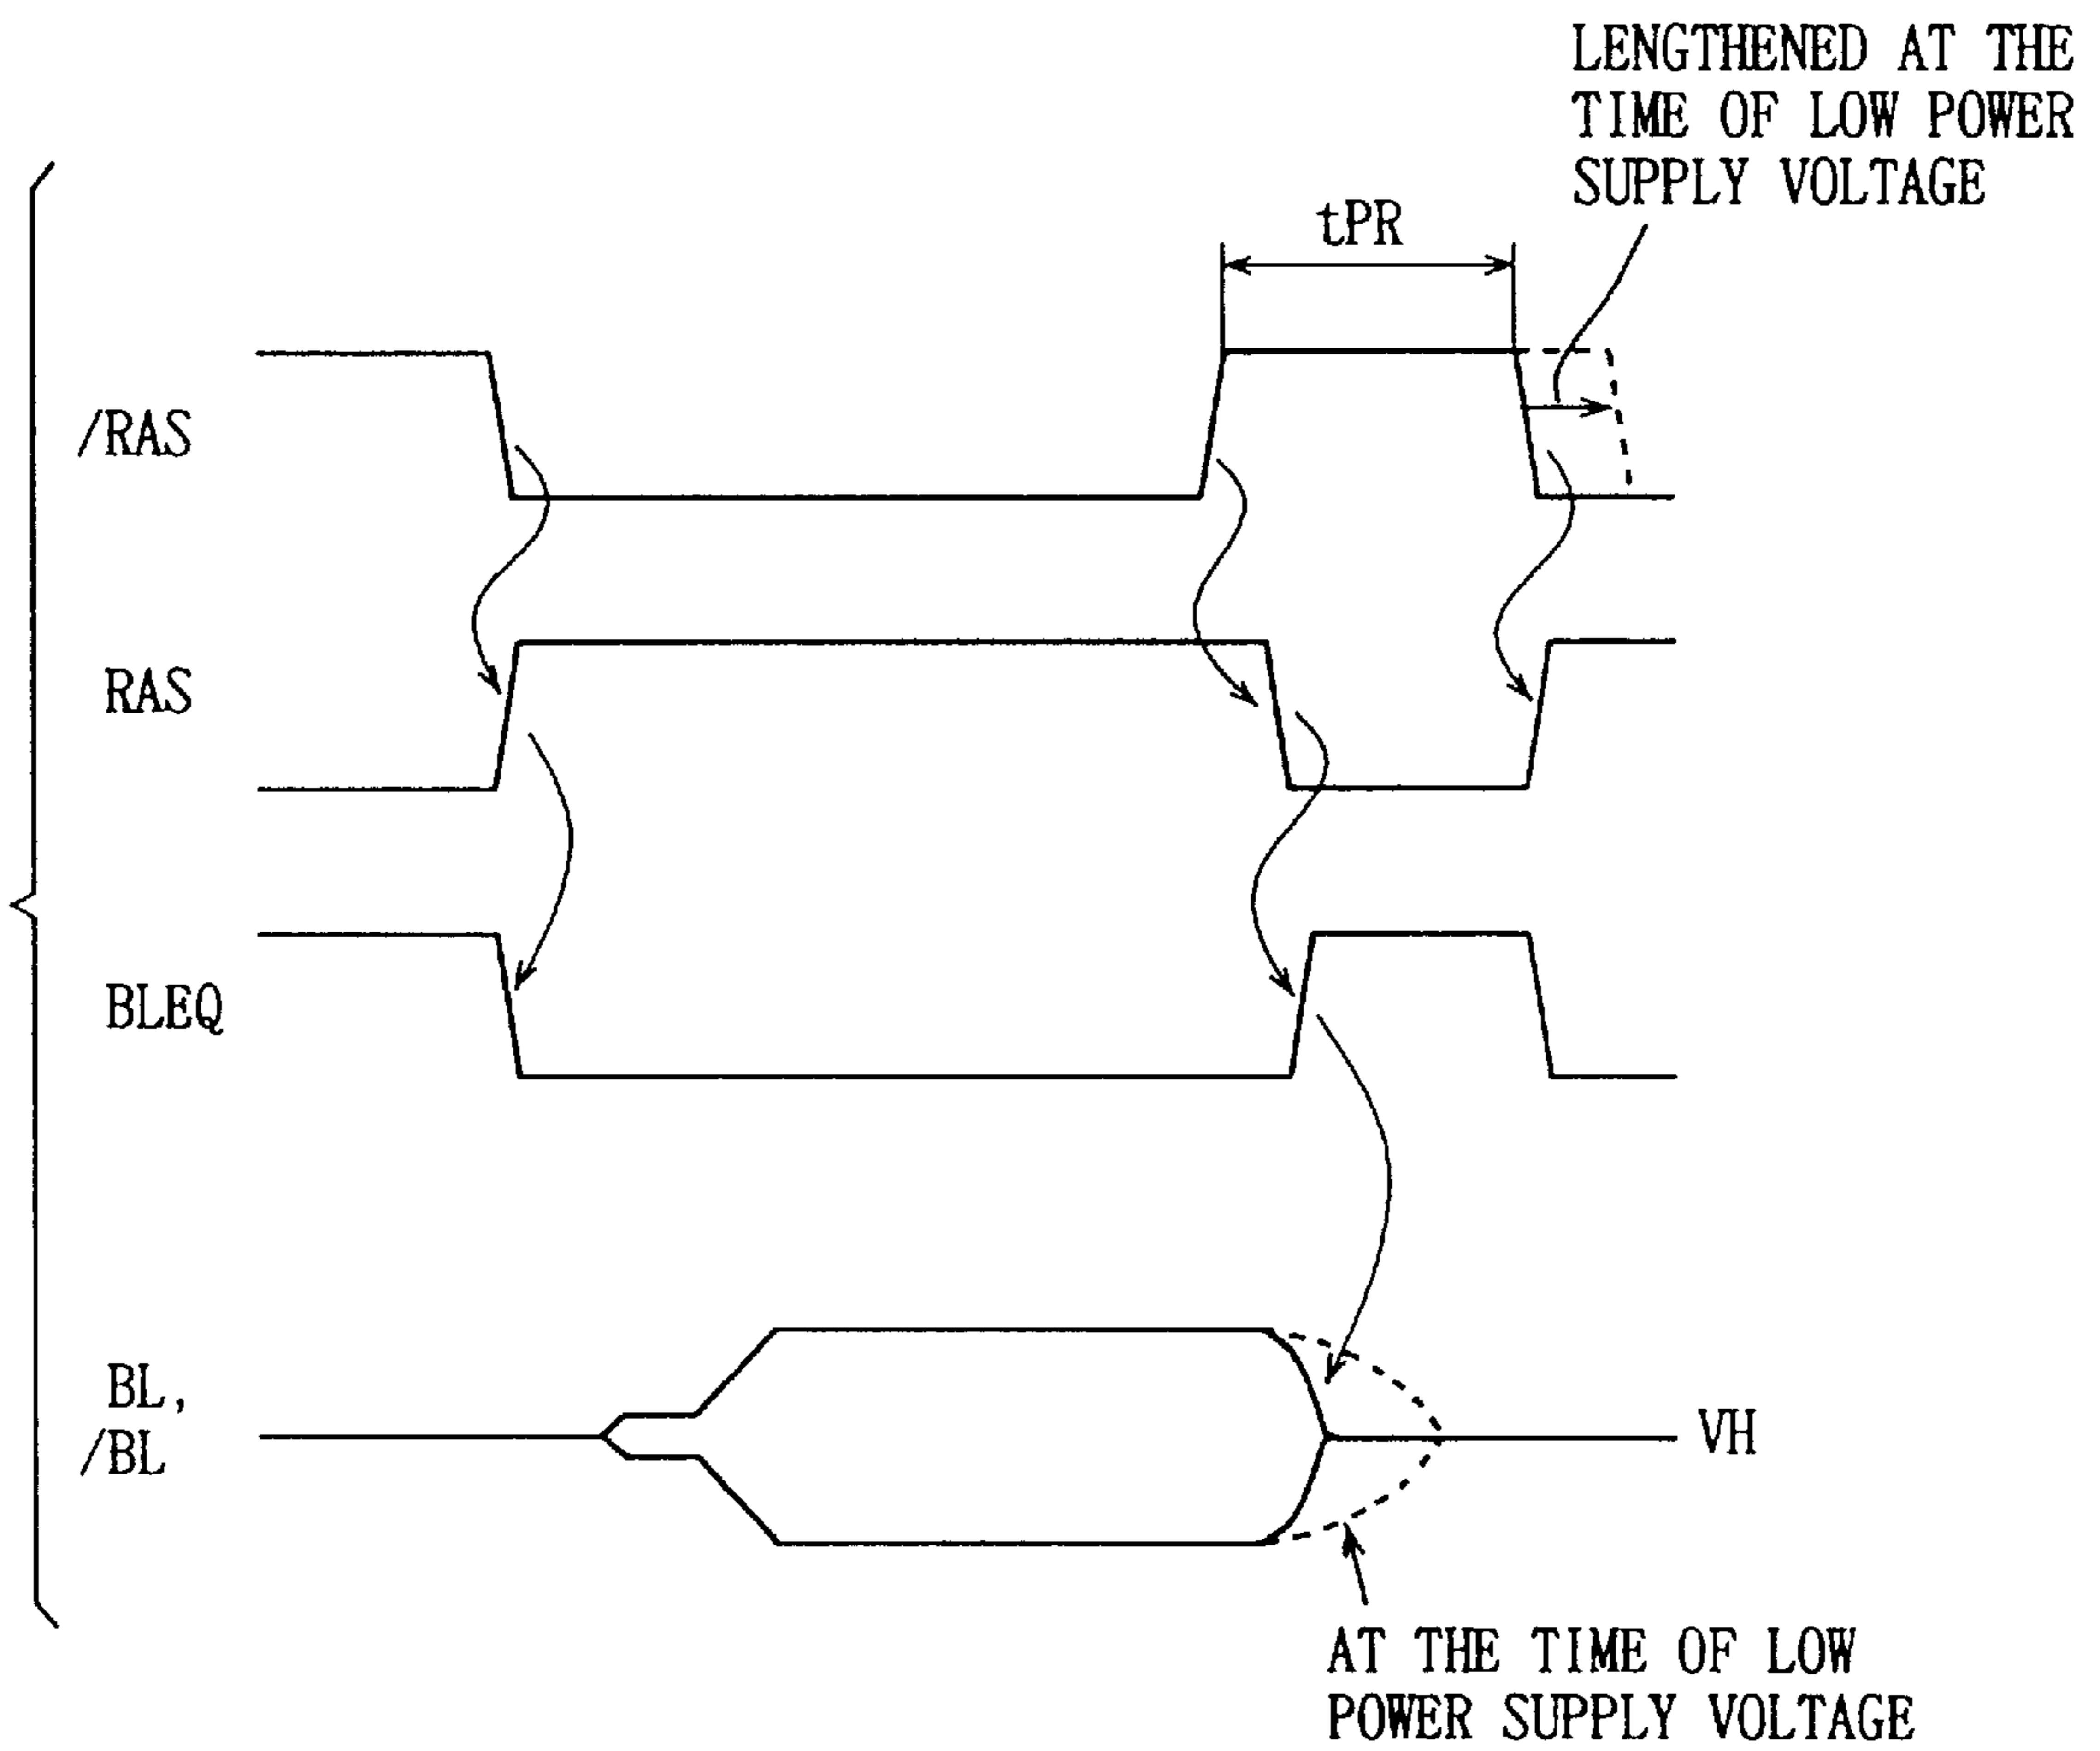 LENGTHENED AT THE
TIME OF LOW POWER
SUPPLY VOLTAGE
tPR
/RAS
RAS
BLEQ
BL,
/BL
VH
AT THE TIME OF LOW
POWER SUPPLY VOLTAGE